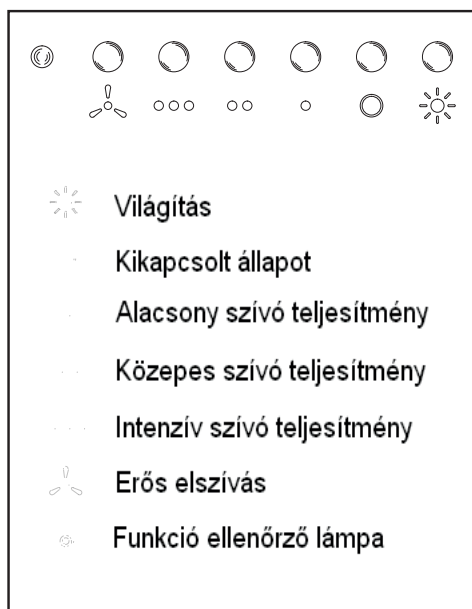 Világítás
Kikapcsolt állapot
Alacsony szívó teljesítmény
Közepes szívó teljesítmény
Intenzív szívó teljesítmény
Erős elszívás
Funkció ellenőrző lámpa